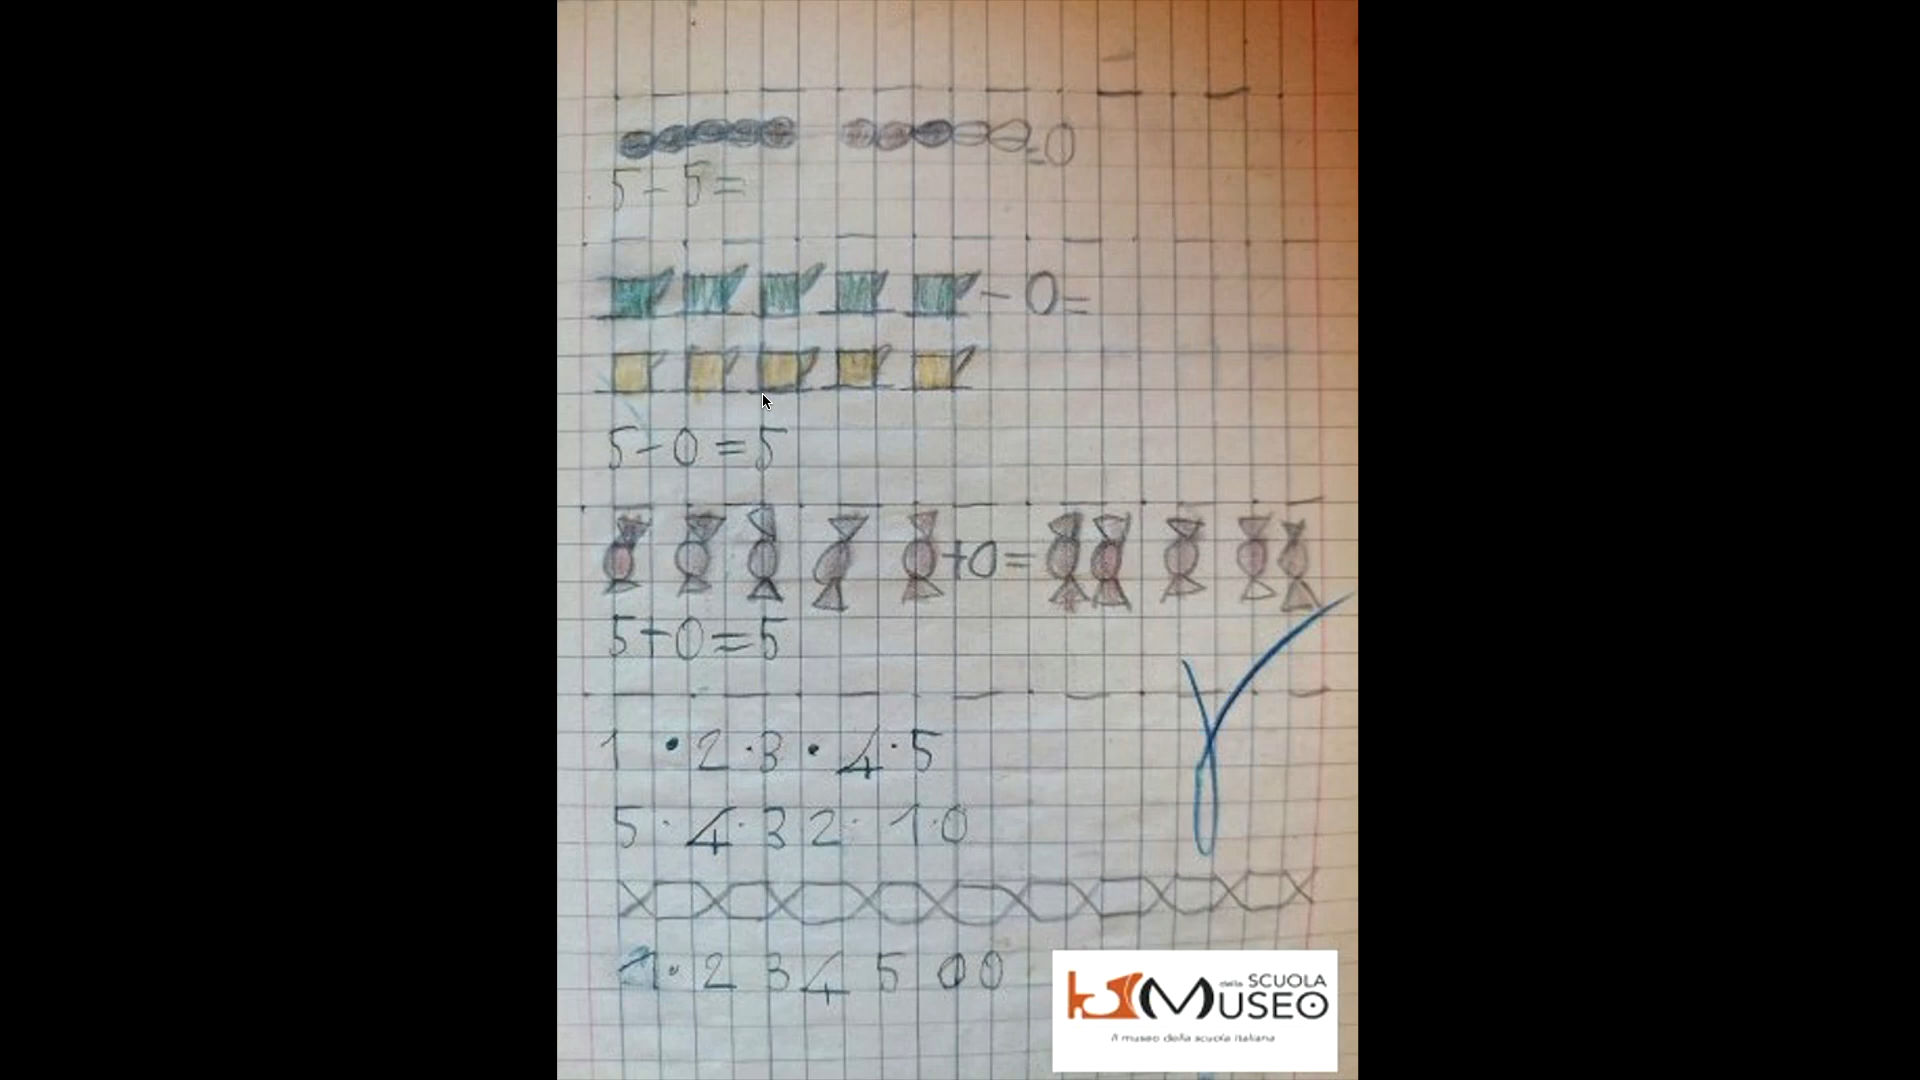 =0
5-5=
-0=
5-0=5
+0=
5+0=5
1 •2·3•4·5
5·4·3 2·1·0
1·2 3 4 5 0 0
della SCUOLA
MUSEO
Il museo della scuola italiana